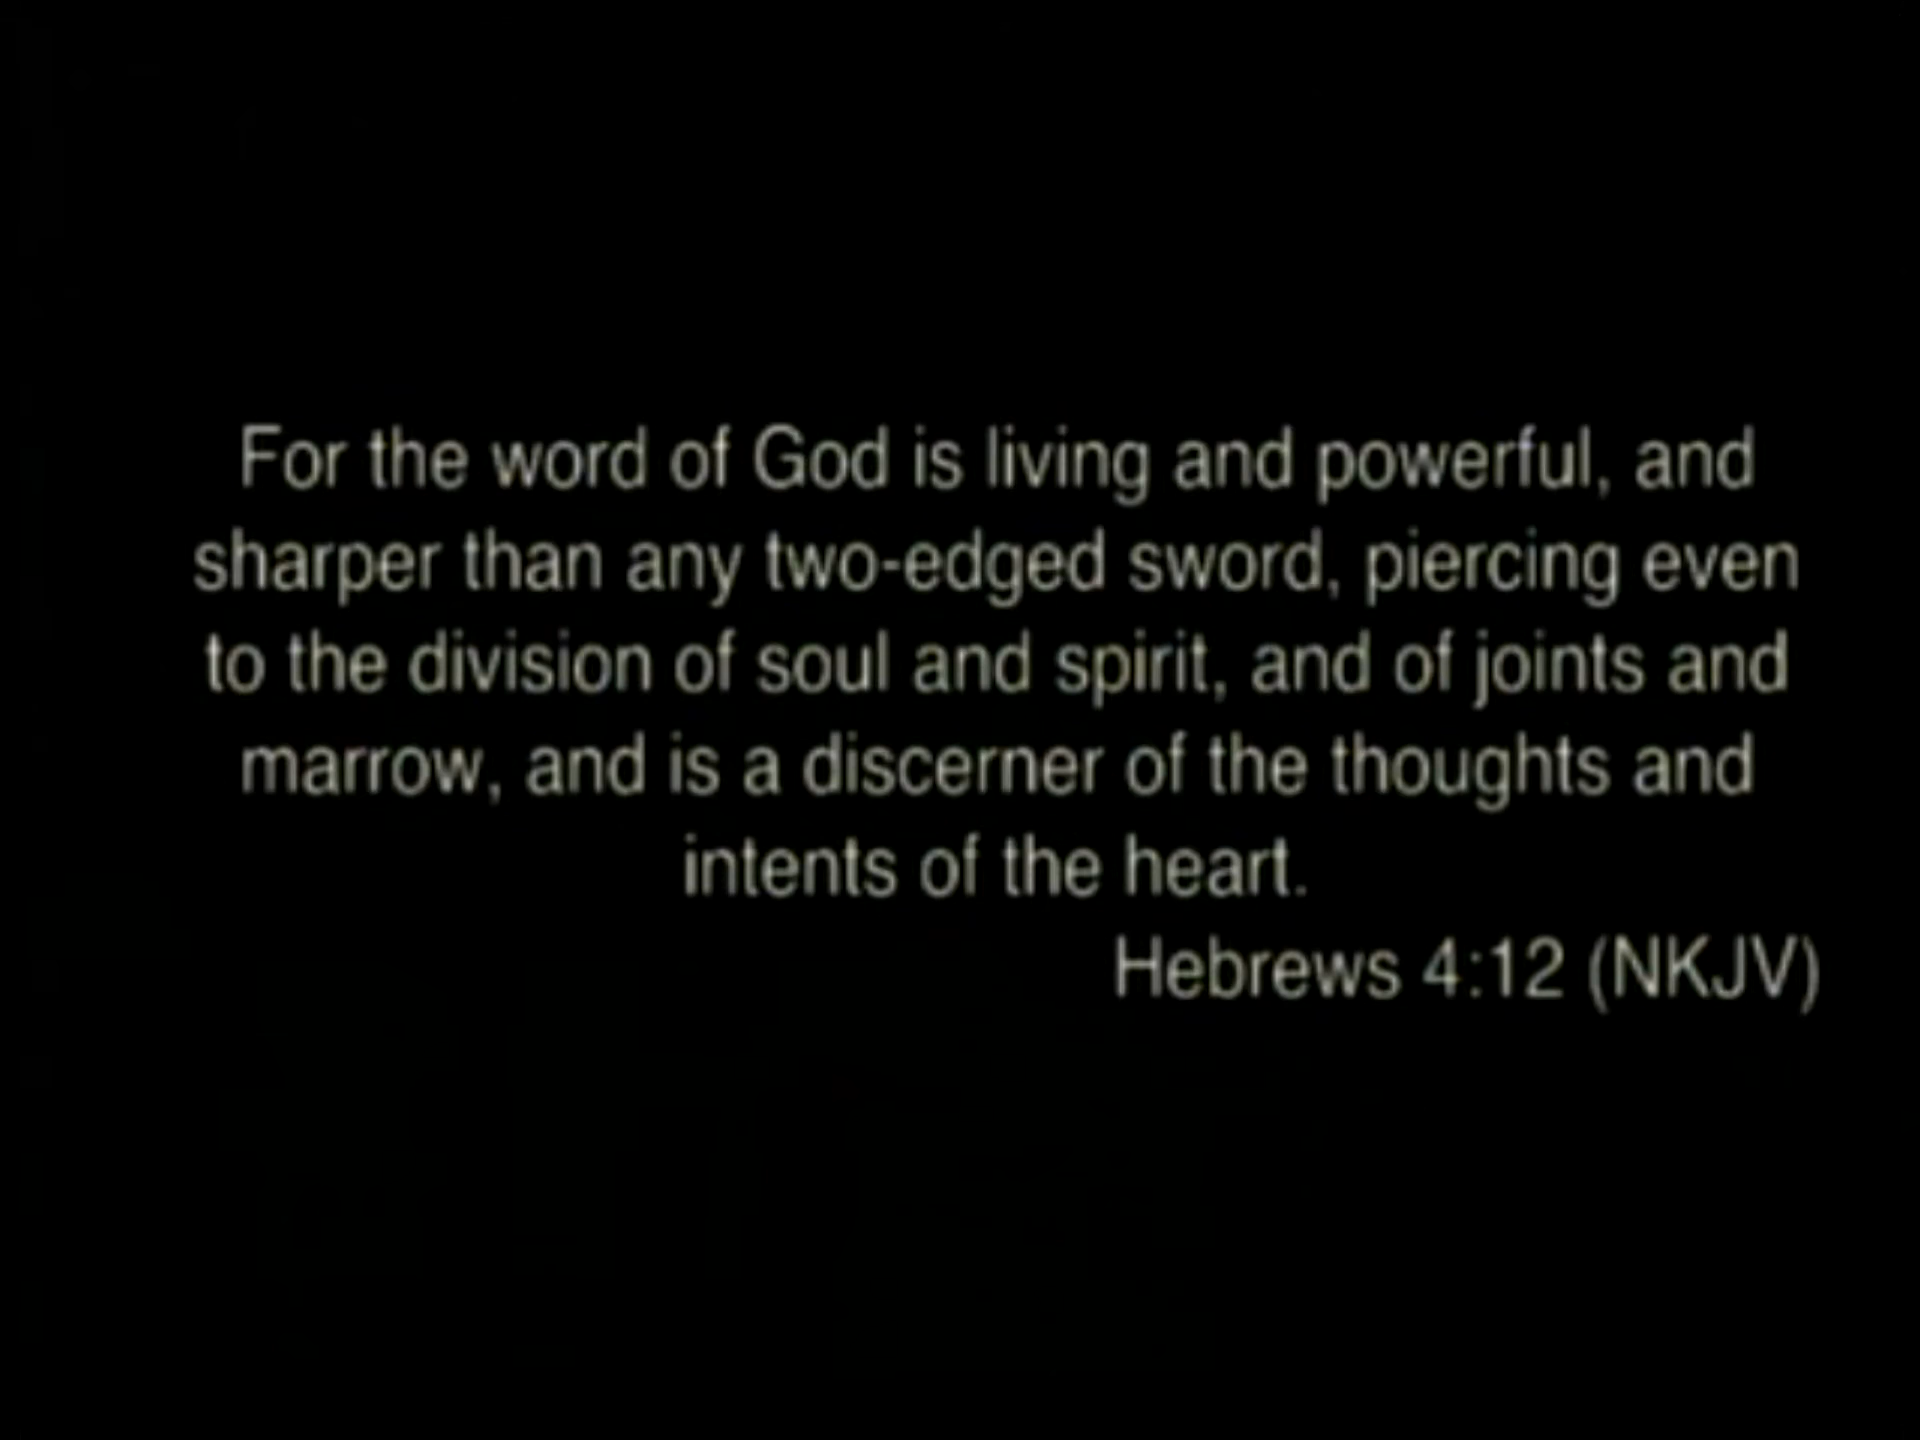 For the word of God is living and powerful, and
sharper than any two-edged sword, piercing even
to the division of soul and spirit, and of joints and
marrow, and is a discerner of the thoughts and
intents of the heart.
Hebrews 4:12 (NKJV)